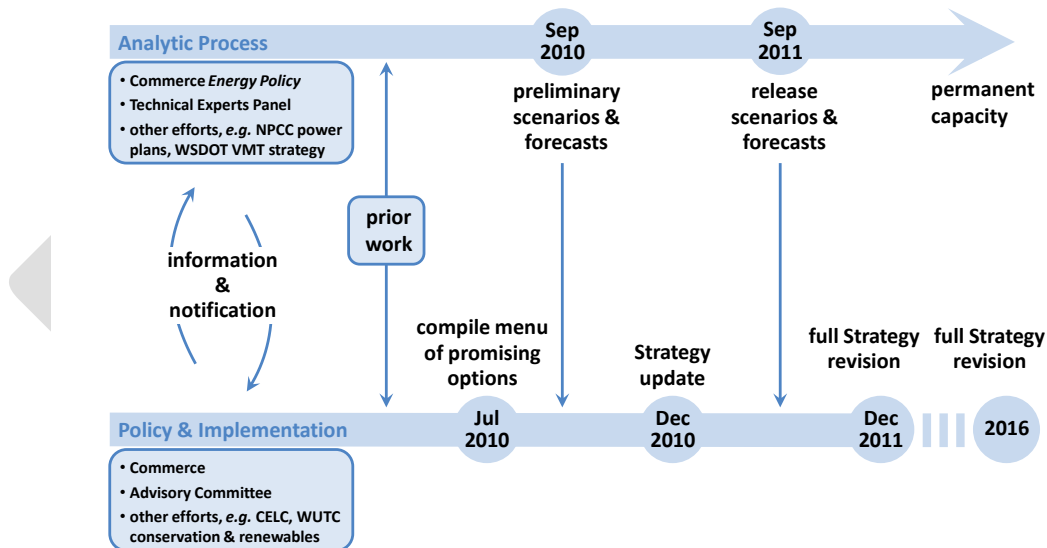 Analytic Process
Sep
2010
Sep
2011
• Commerce Energy Policy
• Technical Experts Panel
• other efforts, e.g. NPCC power
plans, WSDOT VMT strategy
preliminary
scenarios &
forecasts
release
scenarios &
forecasts
permanent
capacity
prior
work
information
&
notification
compile menu
of promising
options
Strategy
update
full Strategy
revision
full Strategy
revision
Policy & Implementation
Jul
2010
Dec
2010
Dec
2011
2016
• Commerce
• Advisory Committee
• other efforts, e.g. CELC, WUTC
conservation & renewables